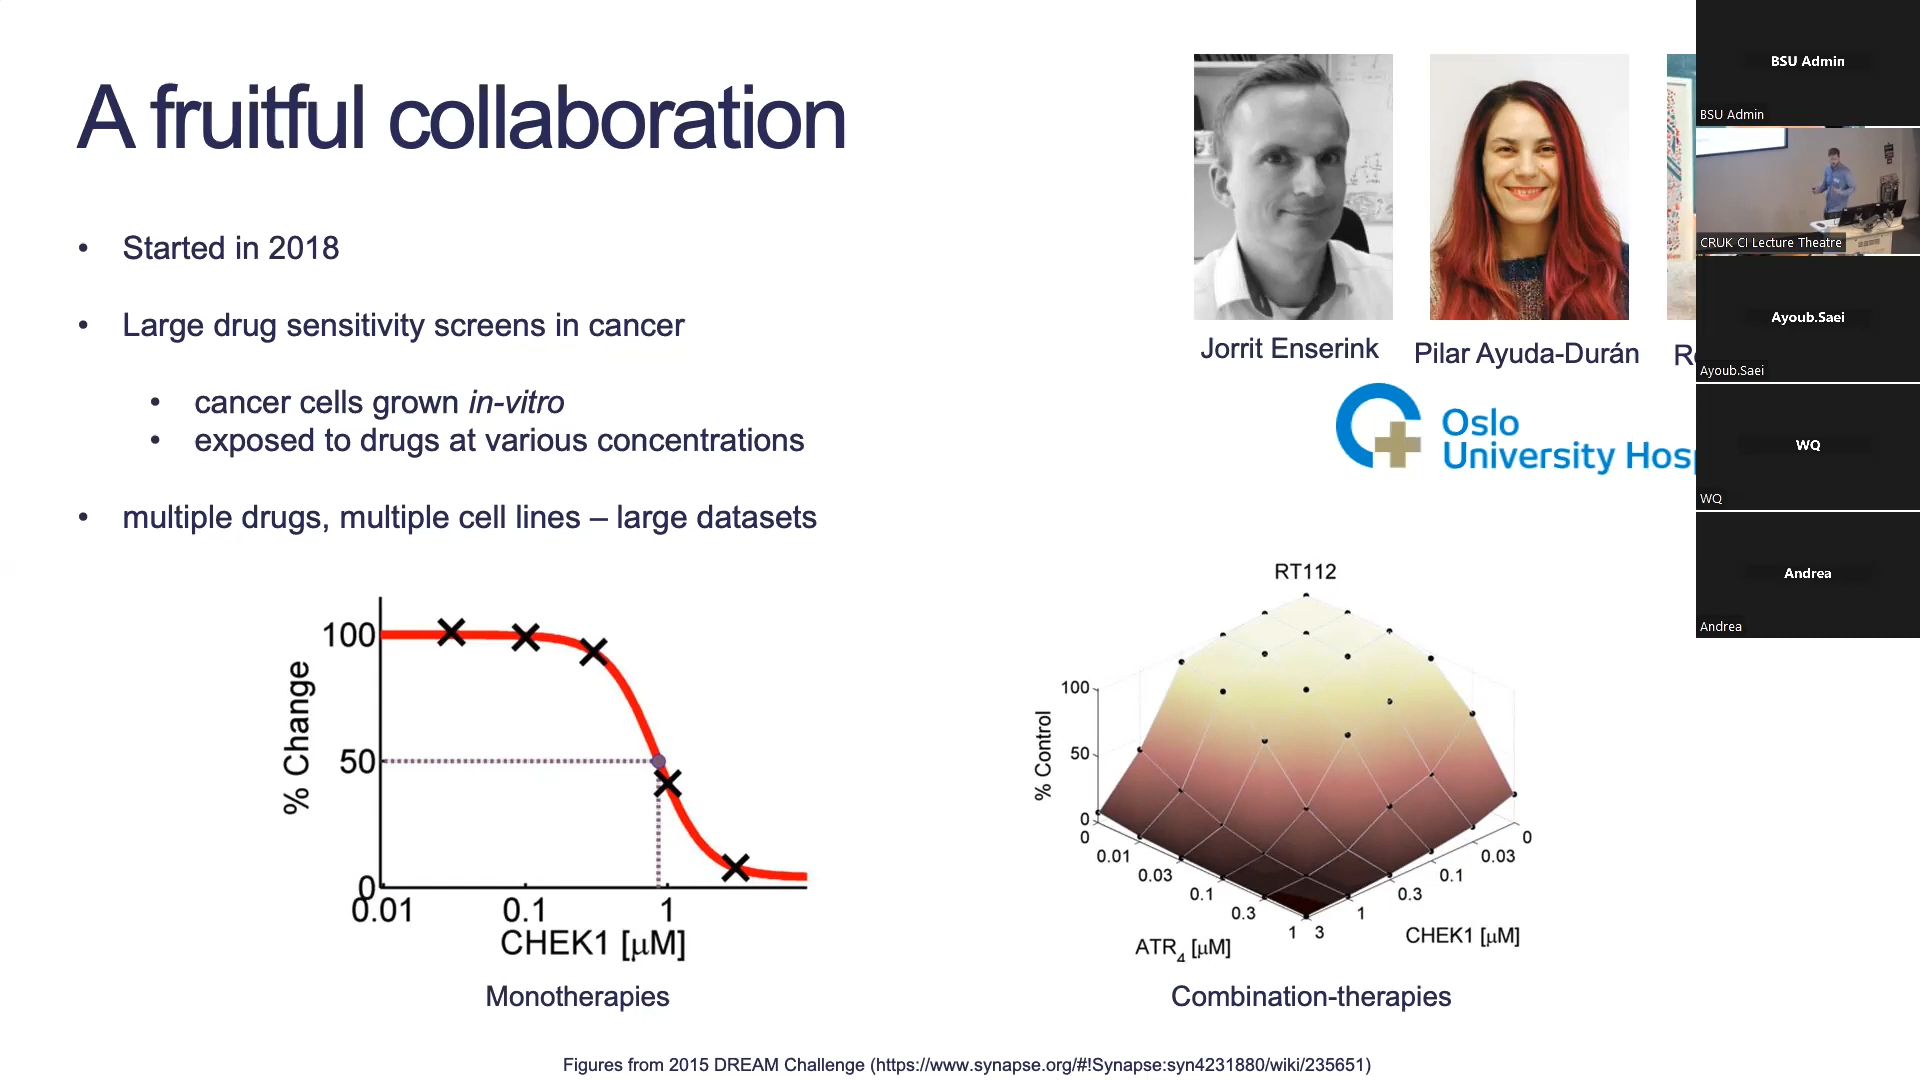 A fruitful collaboration
• Started in 2018
• Large drug sensitivity screens in cancer
• cancer cells grown in-vitro
• exposed to drugs at various concentrations
• multiple drugs, multiple cell lines – large datasets
Jorrit Enserink
Pilar Ayuda-Durán
Oslo
University Hosp
100
50
0
% Change
0.01
0.1
1
CHEK1 [μM]
Monotherapies
RT112
100
50
0
% Control
0
0.01
0.03
0.1
0.3
1
3
1
0.3
0.1
0.03
0
ATR4 [μM]
CHEK1 [μM]
Combination-therapies
Figures from 2015 DREAM Challenge (https://www.synapse.org/#!Synapse:syn4231880/wiki/235651)
BSU Admin
BSU Admin
CRUK CI Lecture Theatre
Ayoub.Saei
Ayoub.Saei
WQ
WQ
Andrea
Andrea